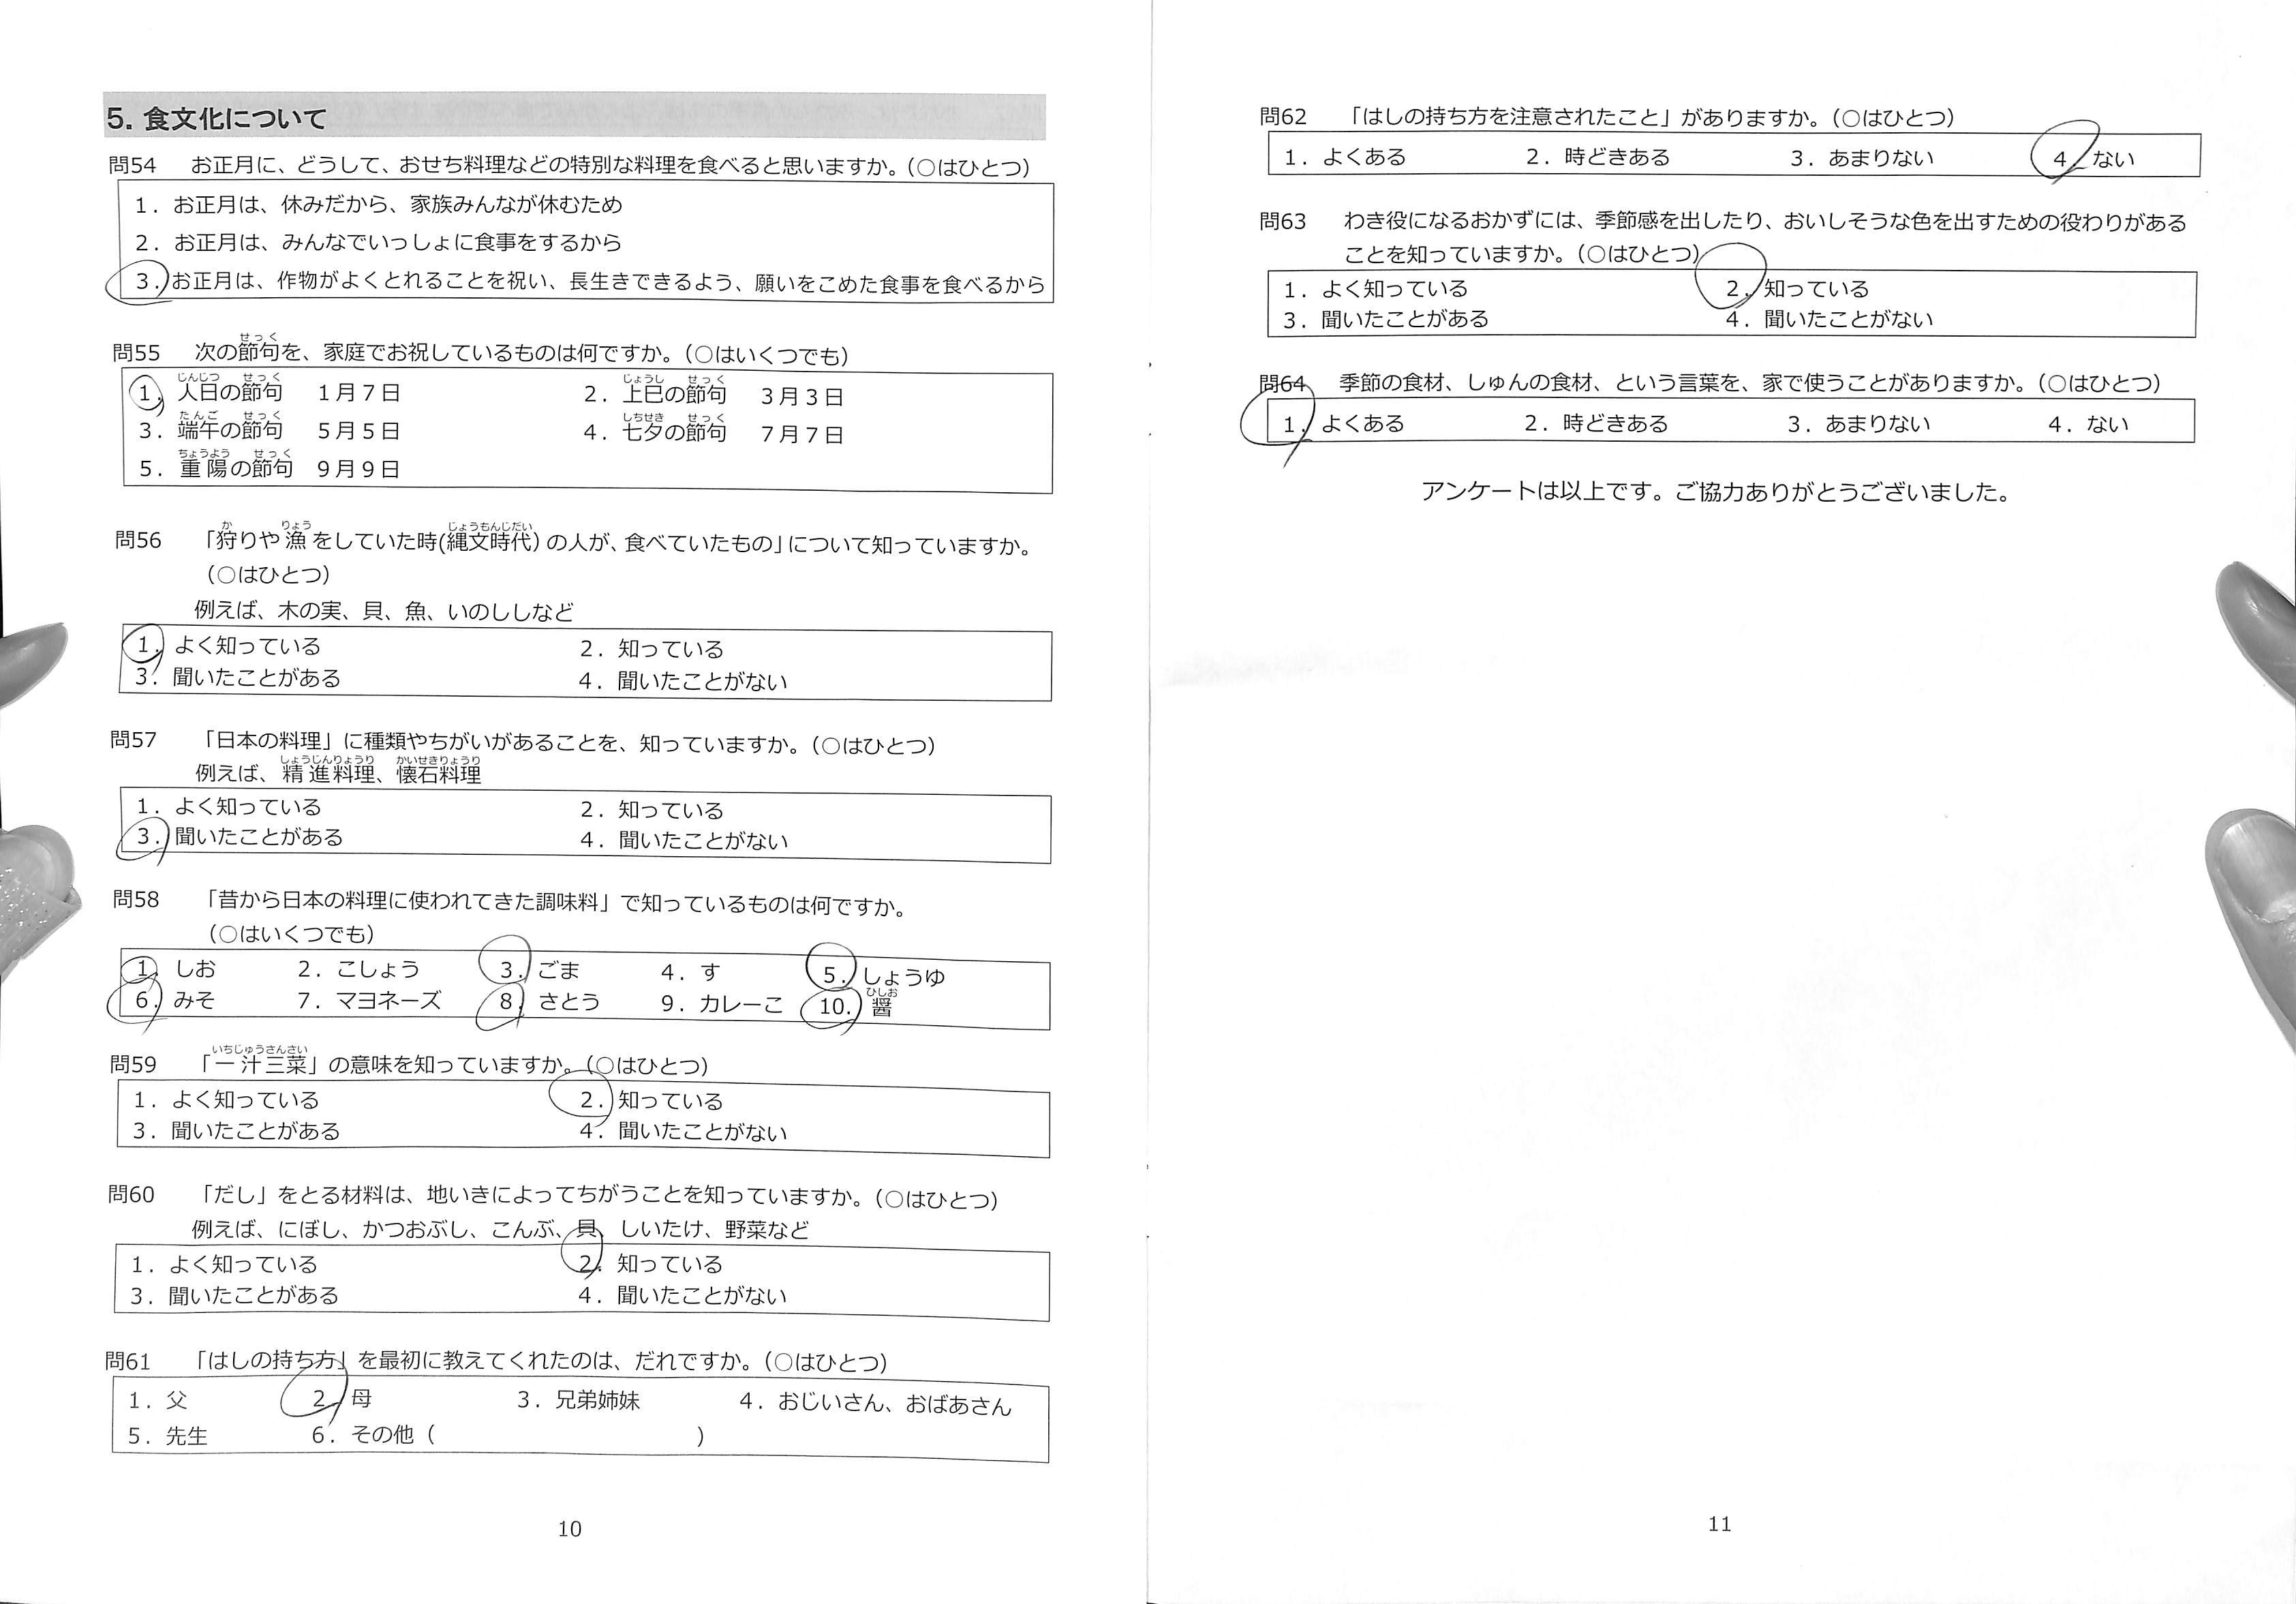 5. 食文化について
問54 お正月に、どうして、おせち料理などの特別な料理を食べると思いますか。(○はひとつ)
1. お正月は、休みだから、家族みんなが休むため
2. お正月は、みんなでいっしょに食事をするから
3. お正月は、作物がよくとれることを祝い、長生きできるよう、願いをこめた食事を食べるから
せっく
問55 次の節句を、家庭でお祝しているものは何ですか。(○はいくつでも)
じんじつ せっく じょうし せっく
1. 人日の節句 1月7日 2. 上巳の節句 3月3日
たんご せっく しちせき せっく
3. 端午の節句 5月5日 4. 七夕の節句 7月7日
ちょうよう せっく
5. 重陽の節句 9月9日
か りょう じょうもんじだい
問56 「狩りや漁をしていた時(縄文時代)の人が、食べていたもの」について知っていますか。
(○はひとつ)
例えば、木の実、貝、魚、いのししなど
1. よく知っている 2. 知っている
3. 聞いたことがある 4. 聞いたことがない
問57 「日本の料理」に種類やちがいがあることを、知っていますか。(○はひとつ)
しょうじんりょうり かいせきりょうり
例えば、精進料理、懐石料理
1. よく知っている 2. 知っている
3. 聞いたことがある 4. 聞いたことがない
問58 「昔から日本の料理に使われてきた調味料」で知っているものは何ですか。
(○はいくつでも)
1. しお 2. こしょう 3. ごま 4. す 5. しょうゆ
ひしお
6. みそ 7. マヨネーズ 8. さとう 9. カレーこ 10. 醤
いちじゅうさんさい
問59 「一汁三菜」の意味を知っていますか。(○はひとつ)
1. よく知っている 2. 知っている
3. 聞いたことがある 4. 聞いたことがない
問60 「だし」をとる材料は、地いきによってちがうことを知っていますか。(○はひとつ)
例えば、にぼし、かつおぶし、こんぶ、貝、しいたけ、野菜など
1. よく知っている 2. 知っている
3. 聞いたことがある 4. 聞いたことがない
問61 「はしの持ち方」を最初に教えてくれたのは、だれですか。(○はひとつ)
1. 父 2. 母 3. 兄弟姉妹 4. おじいさん、おばあさん
5. 先生 6. その他 ( )
10
問62 「はしの持ち方を注意されたこと」がありますか。(○はひとつ)
1. よくある 2. 時どきある 3. あまりない 4. ない
問63 わき役になるおかずには、季節感を出したり、おいしそうな色を出すための役わりがある
ことを知っていますか。(○はひとつ)
1. よく知っている 2. 知っている
3. 聞いたことがある 4. 聞いたことがない
問64 季節の食材、しゅんの食材、という言葉を、家で使うことがありますか。(○はひとつ)
1. よくある 2. 時どきある 3. あまりない 4. ない
アンケートは以上です。ご協力ありがとうございました。
11